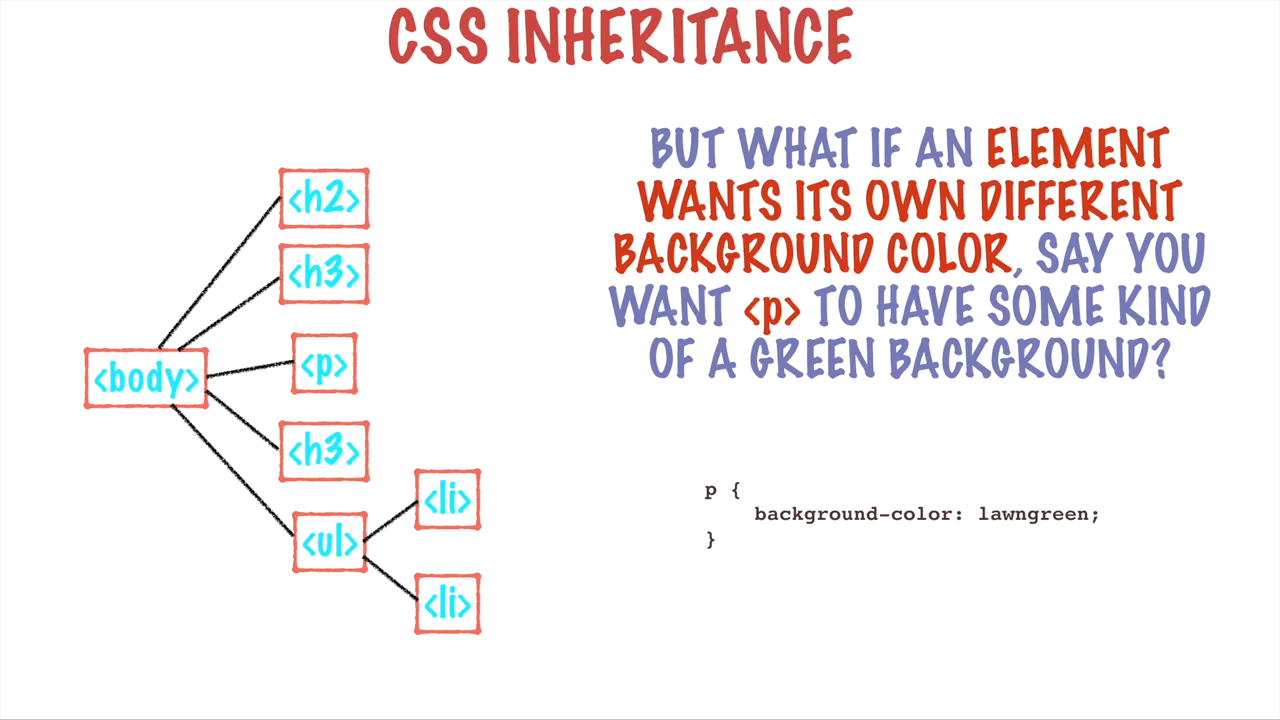 CSS INHERITANCE
BUT WHAT IF AN ELEMENT
WANTS ITS OWN DIFFERENT
BACKGROUND COLOR, SAY YOU
WANT <p> TO HAVE SOME KIND
OF A GREEN BACKGROUND?
<h2>
<h3>
<p>
<body>
<h3>
<li>
<ul>
<li>
p {
    background-color: lawngreen;
}